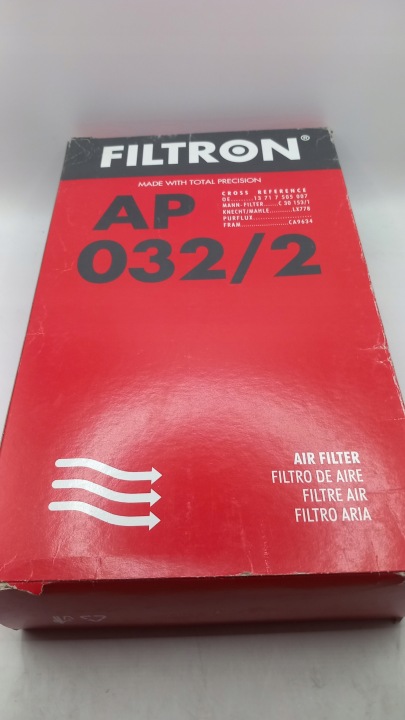 FILTRON®
MADE WITH TOTAL PRECISION
AP
032/2
CROSS REFERENCE
OE.........13 71 7 505 007
MANN-FILTER......C 30 153/1
KNECHT/MAHLE.........LX778
PURFLUX......................
FRAM....................CA9634
AIR FILTER
FILTRO DE AIRE
FILTRE AIR
FILTRO ARIA